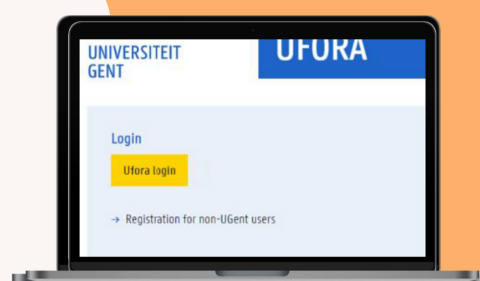 UNIVERSITEIT
GENT
UFORA
Login
Ufora login
→ Registration for non-UGent users